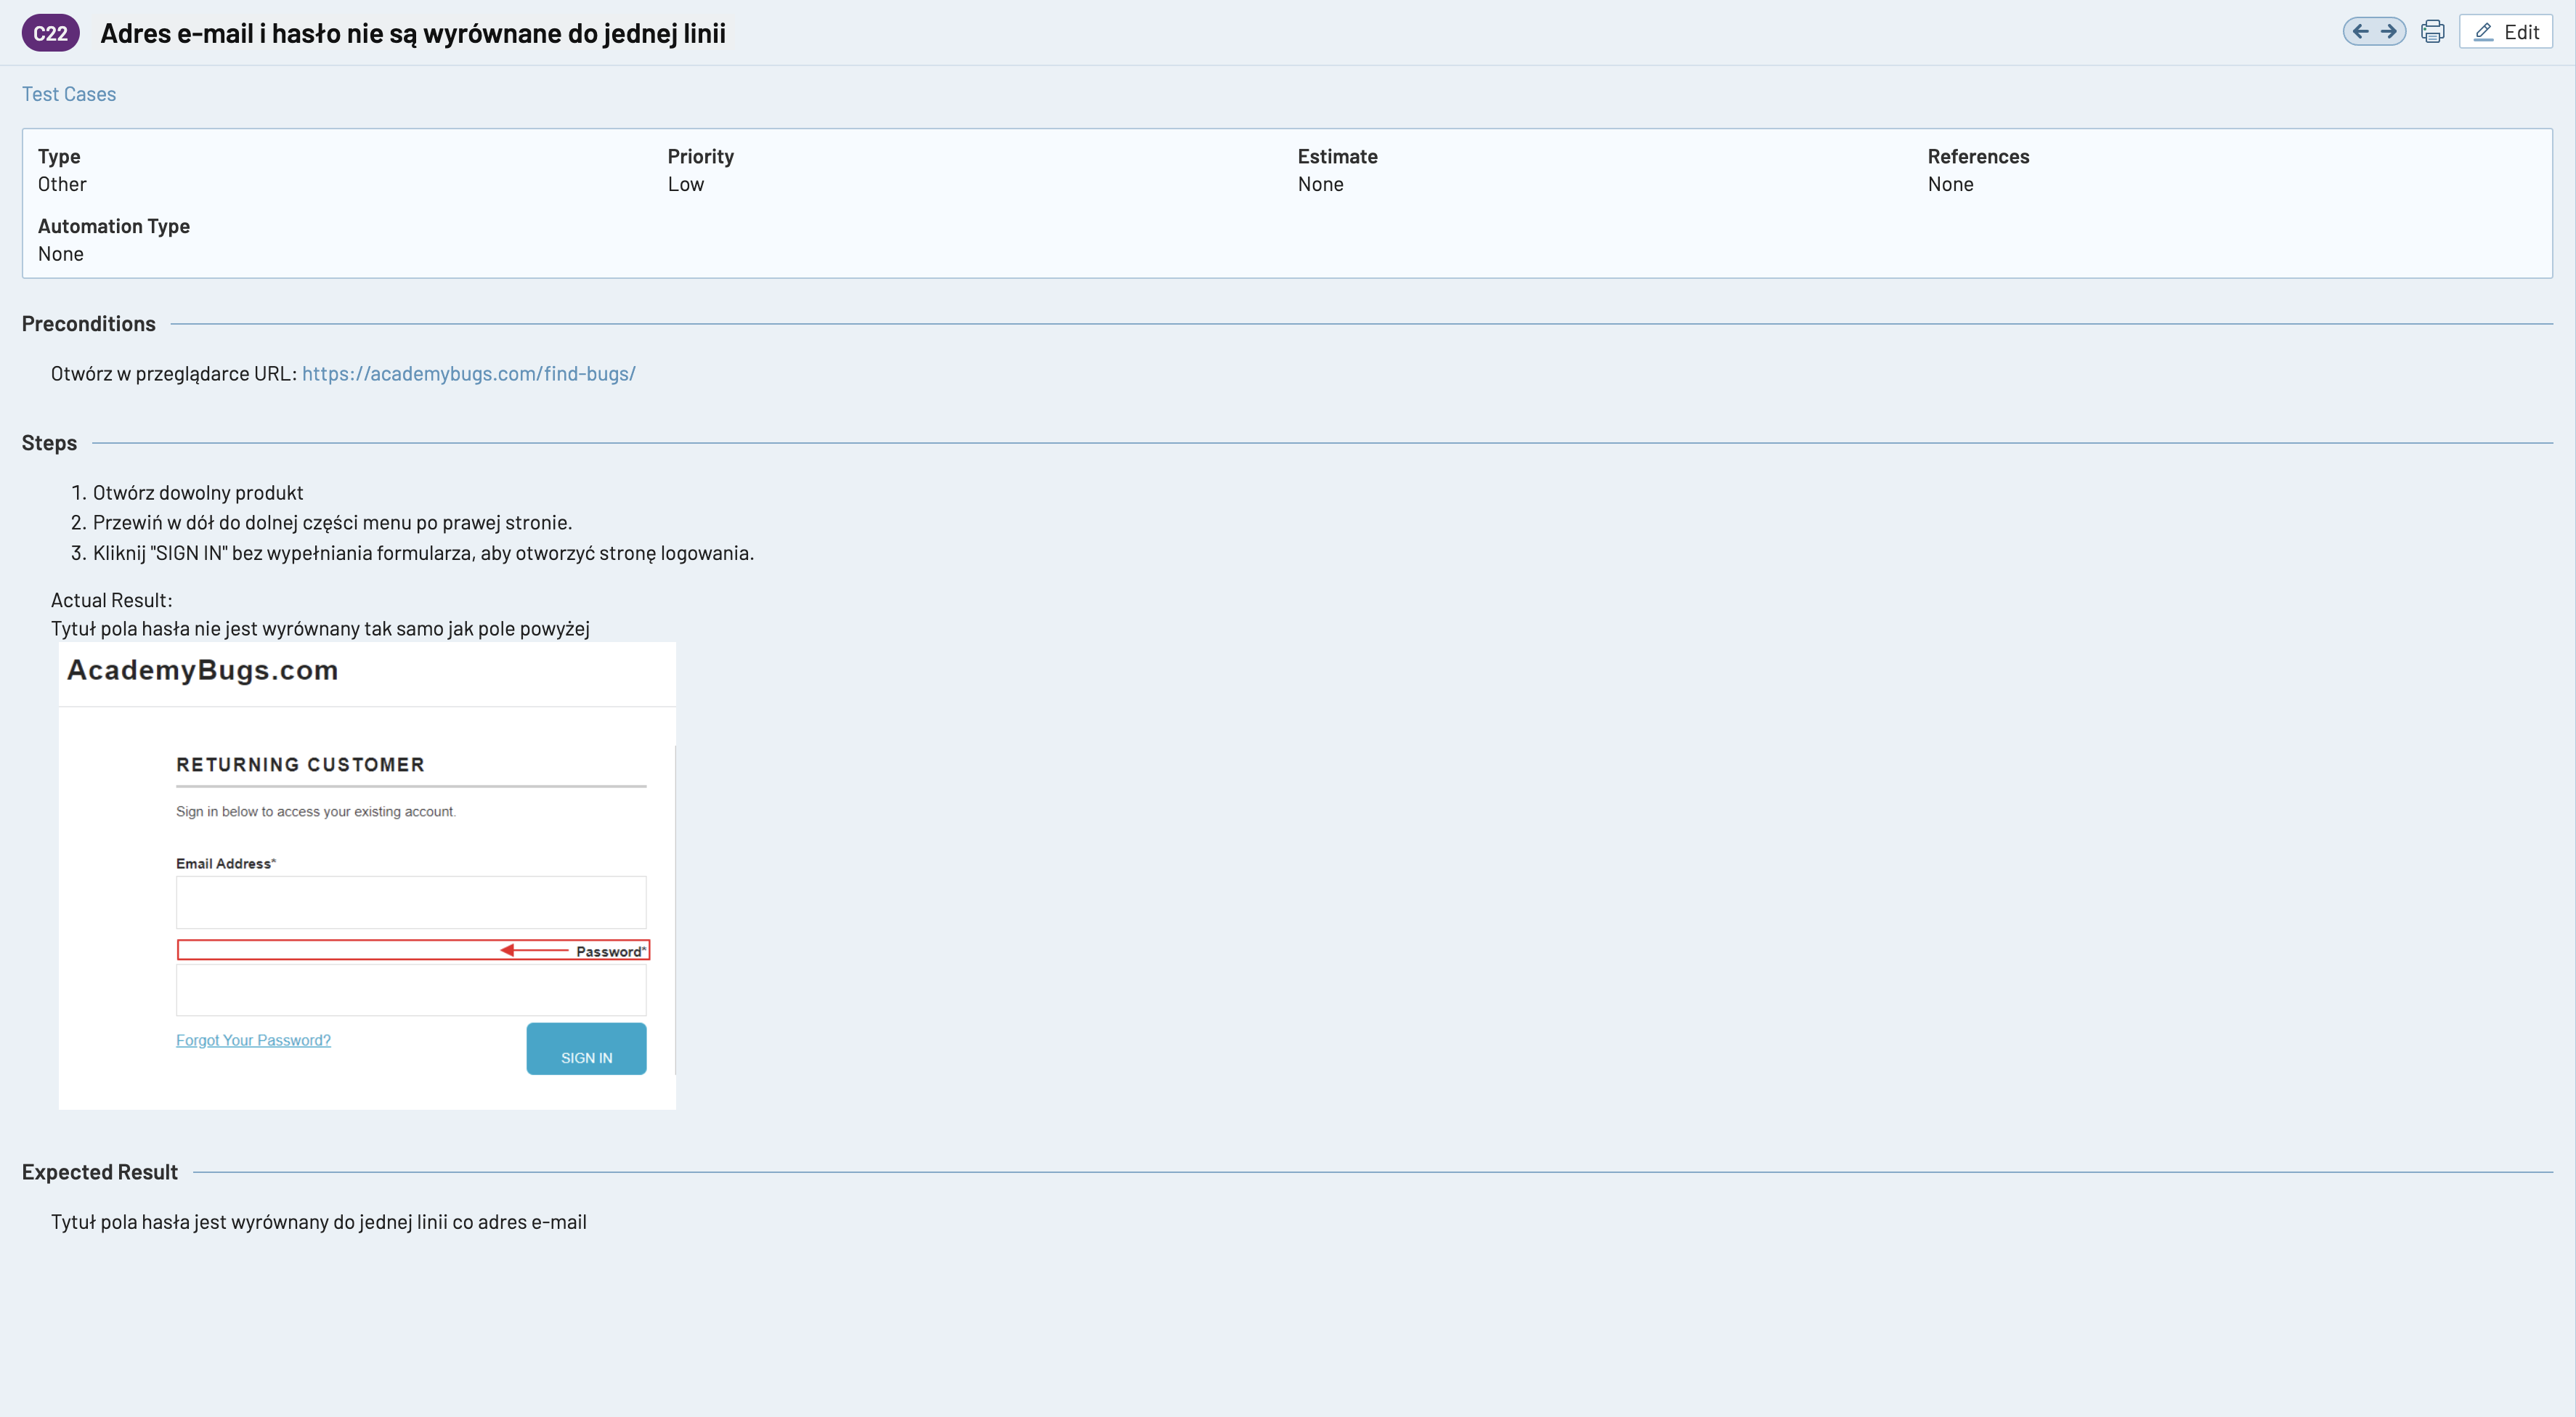 C22 Adres e-mail i hasło nie są wyrównane do jednej linii Edit
Test Cases
Type Priority Estimate References
Other Low None None
Automation Type
None
Preconditions
Otwórz w przeglądarce URL: https://academybugs.com/find-bugs/
Steps
1. Otwórz dowolny produkt
2. Przewiń w dół do dolnej części menu po prawej stronie.
3. Kliknij "SIGN IN" bez wypełniania formularza, aby otworzyć stronę logowania.
Actual Result:
Tytuł pola hasła nie jest wyrównany tak samo jak pole powyżej
AcademyBugs.com
RETURNING CUSTOMER
Sign in below to access your existing account.
Email Address*
Password*
Forgot Your Password?
SIGN IN
Expected Result
Tytuł pola hasła jest wyrównany do jednej linii co adres e-mail